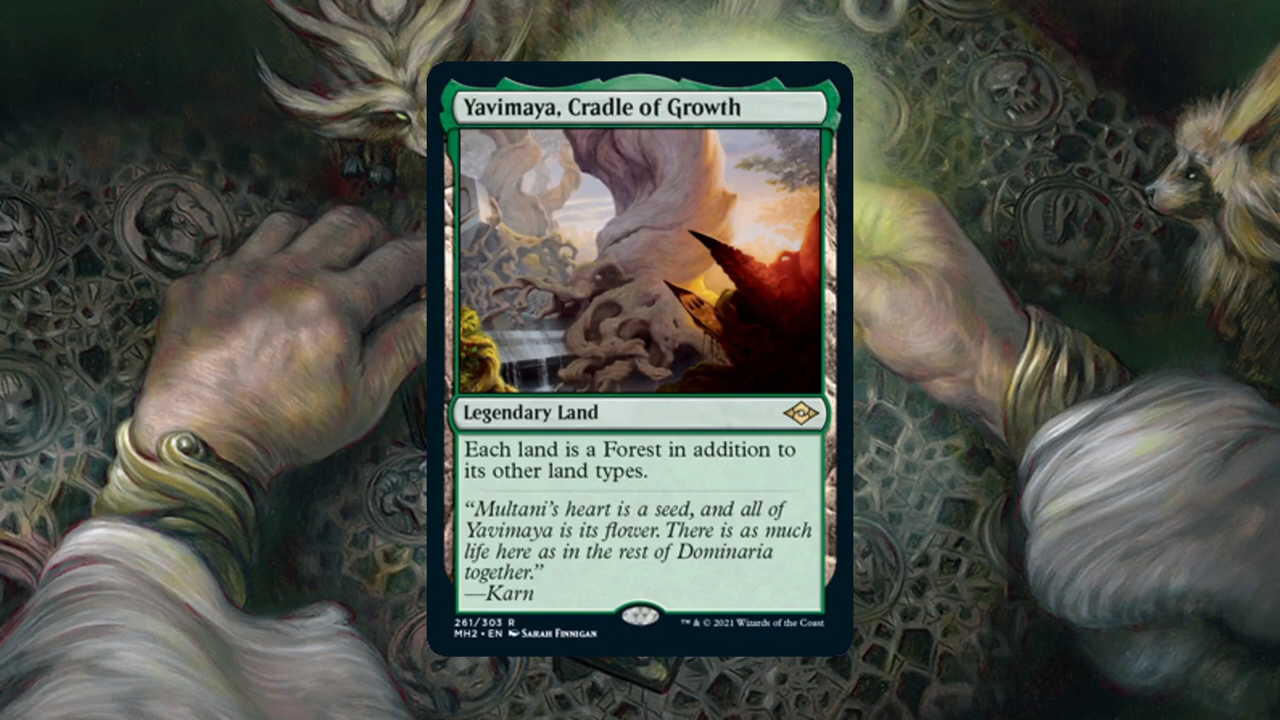 Yavimaya, Cradle of Growth
Legendary Land
Each land is a Forest in addition to
its other land types.
“Multani’s heart is a seed, and all of
Yavimaya is its flower. There is as much
life here as in the rest of Dominaria
together.”
—Karn
261/303 R
MH2 • EN Sarah Finnigan
™ & © 2021 Wizards of the Coast